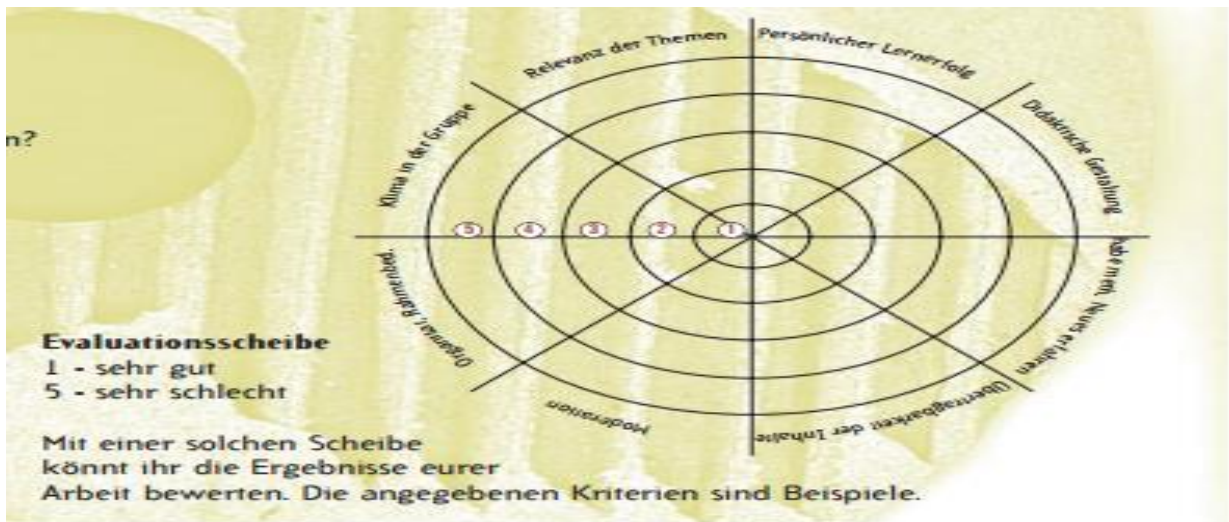 Relevanz der Themen
Persönlicher Lernerfolg
Didaktische Gestaltung
habe meth. Neues erfahren
Übertragbarkeit der Inhalte
Moderation
Organisat. Rahmenbed.
Klima in der Gruppe
n?
5 4 3 2 1
Evaluationsscheibe
1 - sehr gut
5 - sehr schlecht
Mit einer solchen Scheibe
könnt ihr die Ergebnisse eurer
Arbeit bewerten. Die angegebenen Kriterien sind Beispiele.